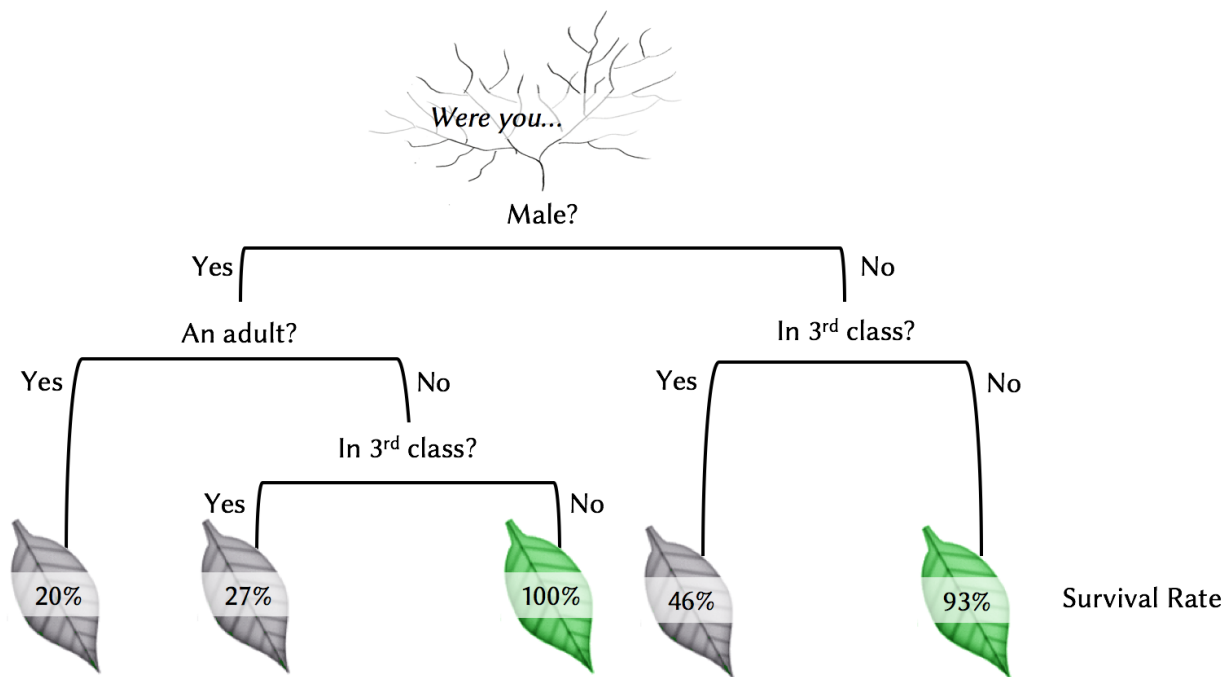 Were you...
Male?
Yes
No
An adult?
In 3rd class?
Yes
No
Yes
No
In 3rd class?
Yes
No
20%
27%
100%
46%
93%
Survival Rate